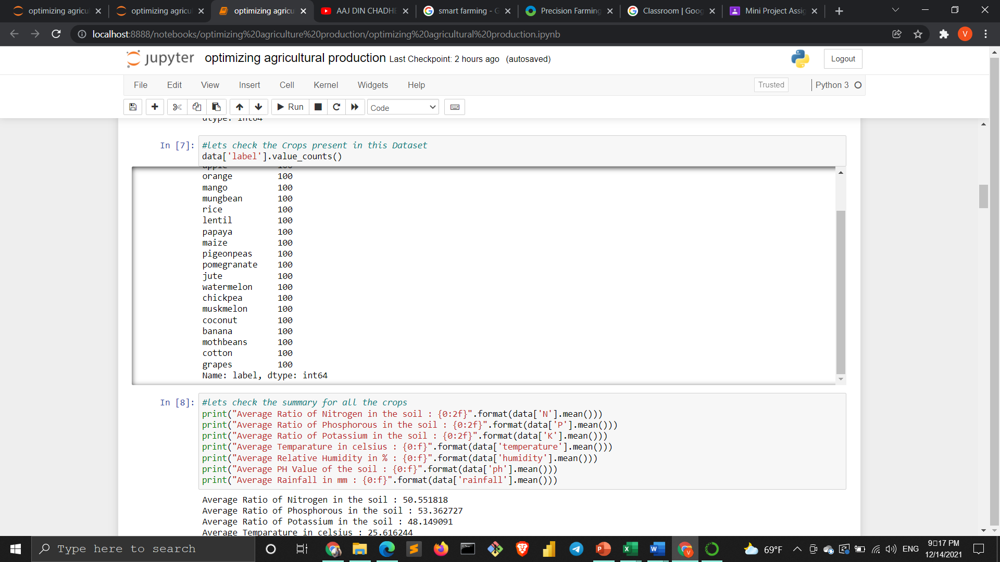 optimizing agricu
optimizing agricu
optimizing agricu
AAJ DIN CHADHE
smart farming - G
Precision Farming
Classroom | Goog
Mini Project Assig
localhost:8888/notebooks/optimizing%20agriculture%20production/optimizing%20agricultural%20production.ipynb
V
jupyter optimizing agricultural production Last Checkpoint: 2 hours ago (autosaved)
Logout
File Edit View Insert Cell Kernel Widgets Help
Trusted
Python 3
Run
Code
dtype: int64
In [7]: #lets check the Crops present in this Dataset
data['label'].value_counts()
apple 100
orange 100
mango 100
mungbean 100
rice 100
lentil 100
papaya 100
maize 100
pigeonpeas 100
pomegranate 100
jute 100
watermelon 100
chickpea 100
muskmelon 100
coconut 100
banana 100
mothbeans 100
cotton 100
grapes 100
Name: label, dtype: int64
In [8]: #lets check the summary for all the crops
print("Average Ratio of Nitrogen in the soil : {0:2f}".format(data['N'].mean()))
print("Average Ratio of Phosphorous in the soil : {0:2f}".format(data['P'].mean()))
print("Average Ratio of Potassium in the soil : {0:2f}".format(data['K'].mean()))
print("Average Temparature in celsius : {0:f}".format(data['temperature'].mean()))
print("Average Relative Humidity in % : {0:f}".format(data['humidity'].mean()))
print("Average PH Value of the soil : {0:f}".format(data['ph'].mean()))
print("Average Rainfall in mm : {0:f}".format(data['rainfall'].mean()))
Average Ratio of Nitrogen in the soil : 50.551818
Average Ratio of Phosphorous in the soil : 53.362727
Average Ratio of Potassium in the soil : 48.149091
Average Temparature in celsius : 25.616244
Type here to search
69°F
ENG
9▯17 PM
12/14/2021